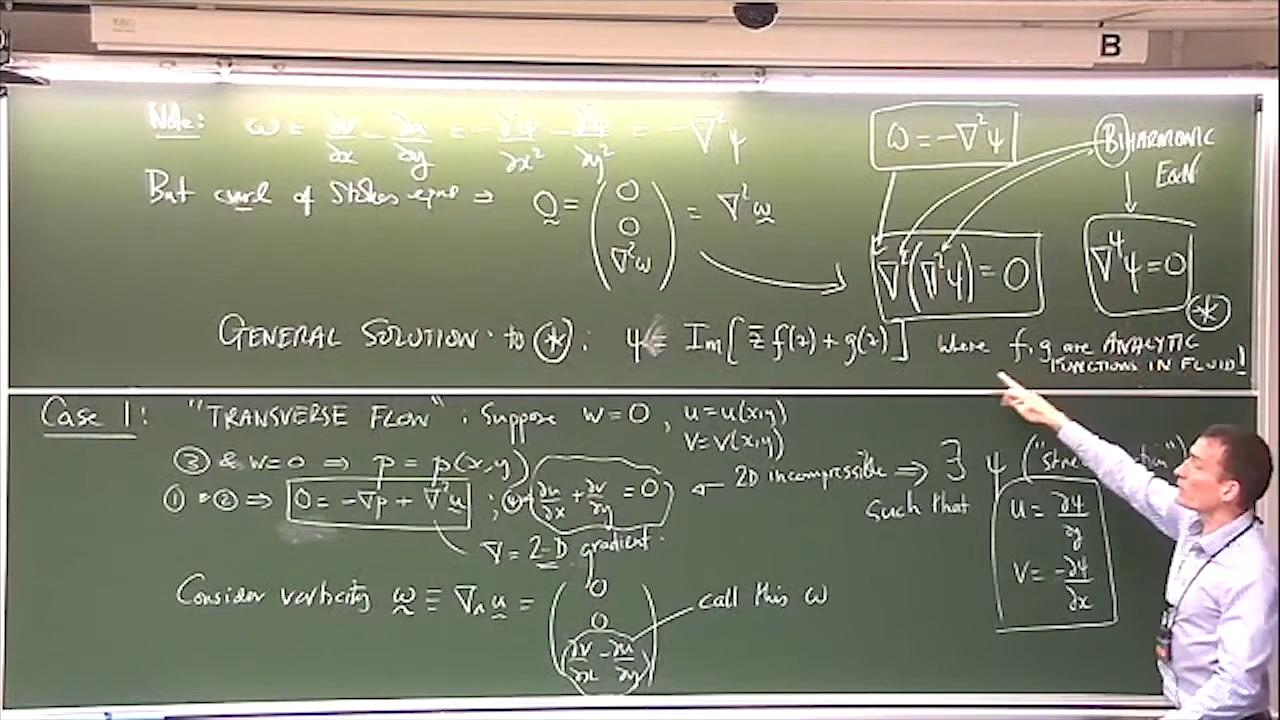 B
Note: ω = ∂v/∂x − ∂u/∂y = −∂²ψ/∂x² − ∂²ψ/∂y² = −∇²ψ
ω = −∇²ψ
BIHARMONIC
EQN
But curl of Stokes eqns ⇒ 0 = (0 0 ∇²ω) = ∇²ω
∇²(∇²ψ) = 0
∇⁴ψ = 0
(*)
GENERAL SOLUTION to (*): ψ = Im[z̄ f(z) + g(z)] where f, g are ANALYTIC
FUNCTIONS IN FLUID!
Case 1: "TRANSVERSE FLOW": Suppose w = 0, u = u(x,y)
v = v(x,y)
③ & w=0 ⇒ p = p(x,y)
① & ② ⇒ 0 = −∇p + ∇²u ; ④ ∂u/∂x + ∂v/∂y = 0
∇ = 2-D gradient.
← 2D incompressible ⇒ ∃ ψ
such that
u = ∂ψ/∂y
v = −∂ψ/∂x
Consider vorticity ω ≡ ∇∧u = (0 0 ∂v/∂x − ∂u/∂y)
call this ω